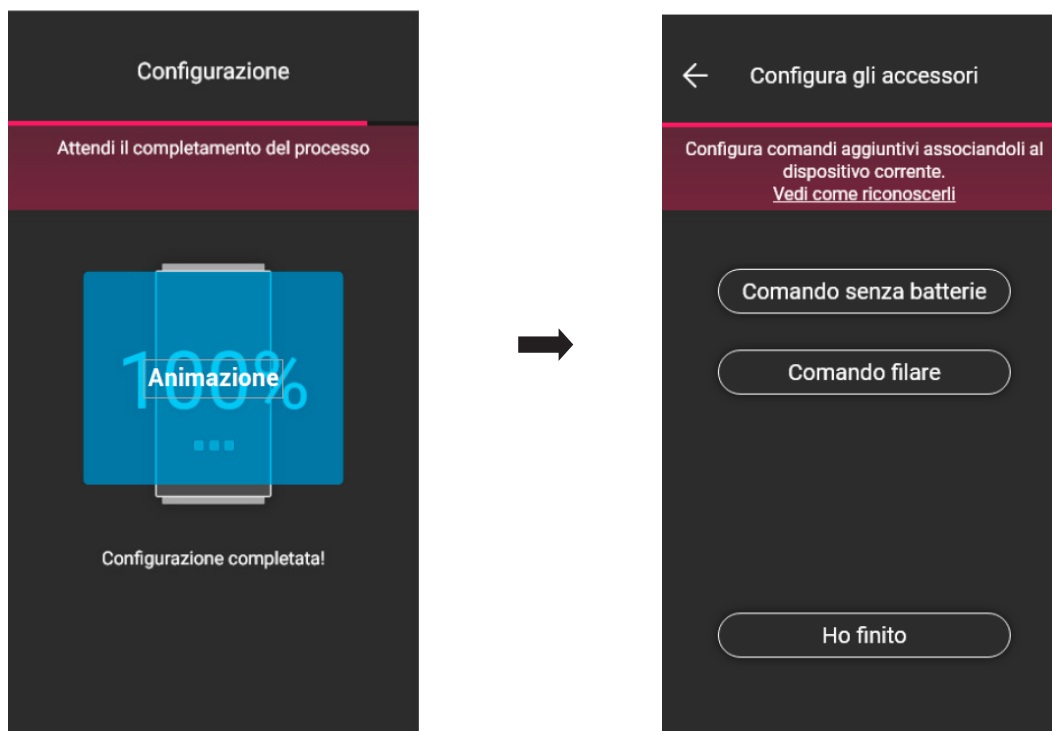 Configurazione
Attendi il completamento del processo
100%
Animazione
Configurazione completata!
Configura gli accessori
Configura comandi aggiuntivi associandoli al
dispositivo corrente.
Vedi come riconoscerli
Comando senza batterie
Comando filare
Ho finito